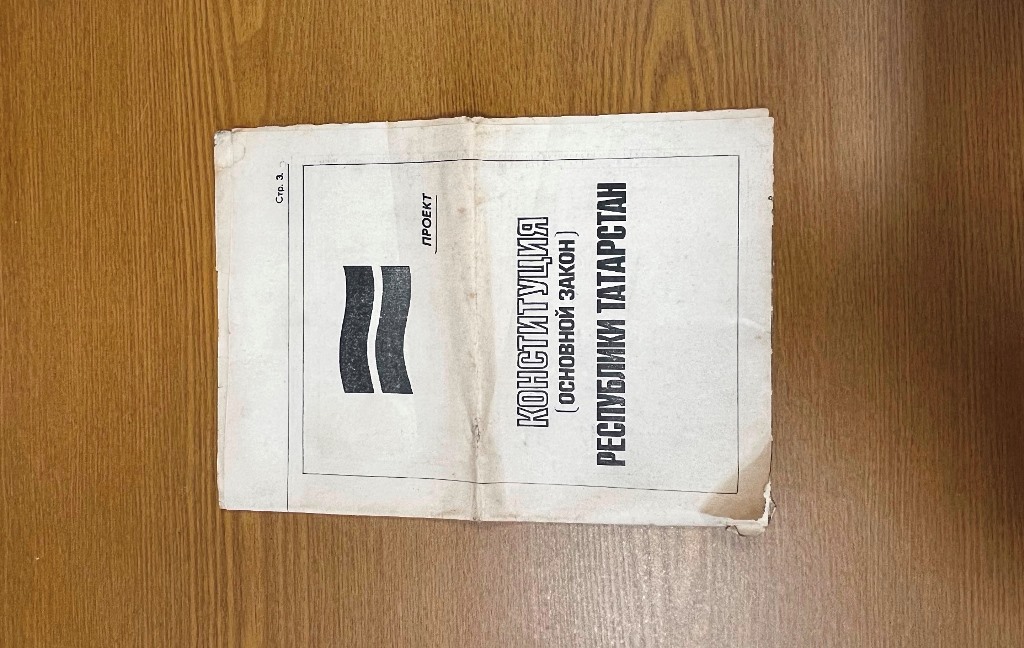 Стр. 3.
ПРОЕКТ
КОНСТИТУЦИЯ
(ОСНОВНОЙ ЗАКОН)
РЕСПУБЛИКИ ТАТАРСТАН